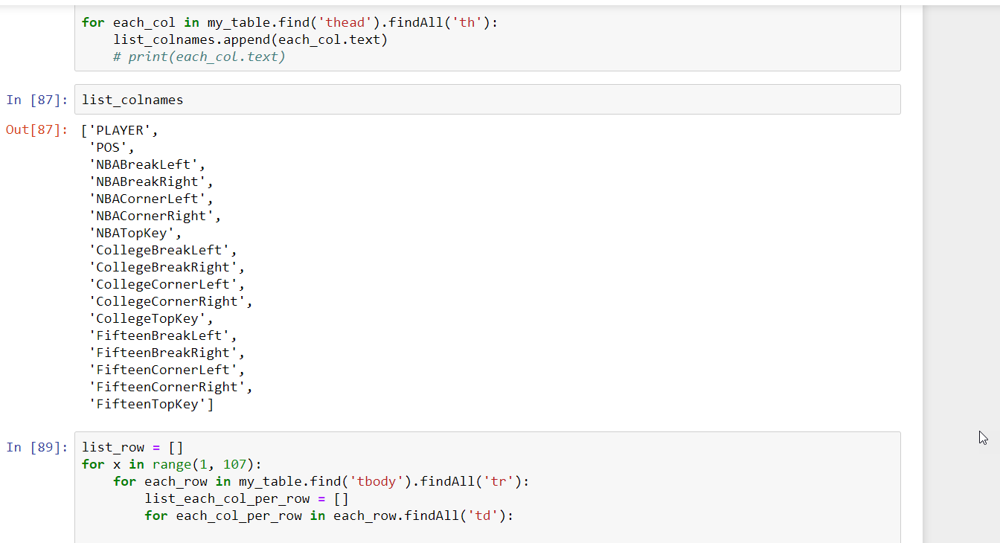 for each_col in my_table.find('thead').findAll('th'):
    list_colnames.append(each_col.text)
    # print(each_col.text)
In [87]: list_colnames
Out[87]: ['PLAYER',
 'POS',
 'NBABreakLeft',
 'NBABreakRight',
 'NBACornerLeft',
 'NBACornerRight',
 'NBATopKey',
 'CollegeBreakLeft',
 'CollegeBreakRight',
 'CollegeCornerLeft',
 'CollegeCornerRight',
 'CollegeTopKey',
 'FifteenBreakLeft',
 'FifteenBreakRight',
 'FifteenCornerLeft',
 'FifteenCornerRight',
 'FifteenTopKey']
In [89]: list_row = []
for x in range(1, 107):
    for each_row in my_table.find('tbody').findAll('tr'):
        list_each_col_per_row = []
        for each_col_per_row in each_row.findAll('td'):